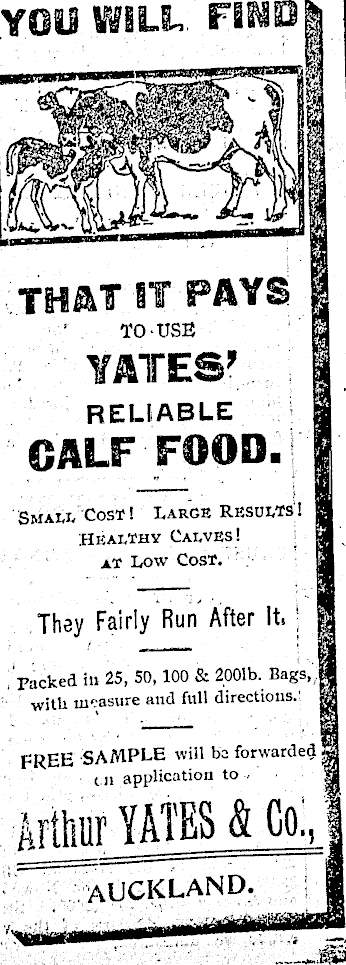 YOU WILL FIND
THAT IT PAYS
TO USE
YATES'
RELIABLE
CALF FOOD.
SMALL COST! LARGE RESULTS!
HEALTHY CALVES!
AT LOW COST.
They Fairly Run After It.
Packed in 25, 50, 100 & 200lb. Bags,
with measure and full directions.
FREE SAMPLE will be forwarded
on application to
Arthur YATES & Co.,
AUCKLAND.